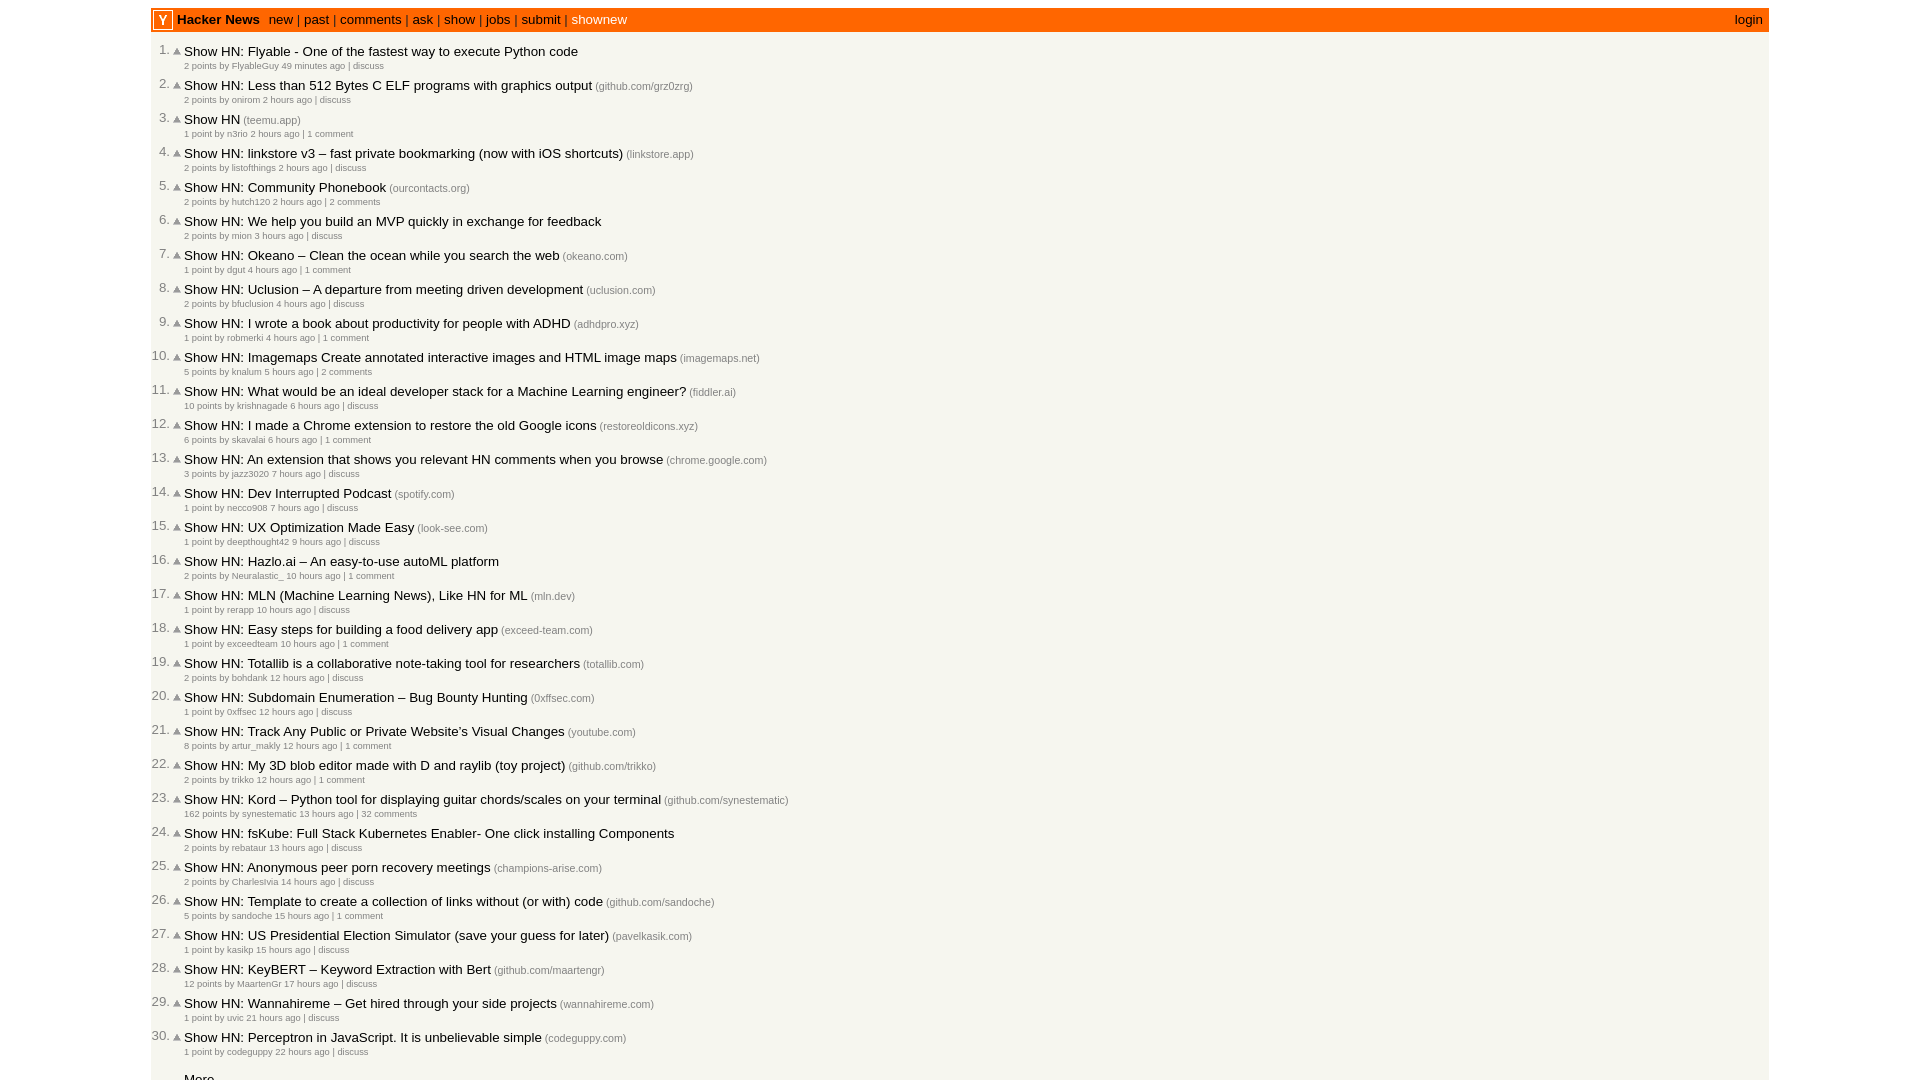 Y Hacker News new | past | comments | ask | show | jobs | submit | shownew login
1. Show HN: Flyable - One of the fastest way to execute Python code
2 points by FlyableGuy 49 minutes ago | discuss
2. Show HN: Less than 512 Bytes C ELF programs with graphics output (github.com/grz0zrg)
2 points by onirom 2 hours ago | discuss
3. Show HN (teemu.app)
1 point by n3rio 2 hours ago | 1 comment
4. Show HN: linkstore v3 – fast private bookmarking (now with iOS shortcuts) (linkstore.app)
2 points by listofthings 2 hours ago | discuss
5. Show HN: Community Phonebook (ourcontacts.org)
2 points by hutch120 2 hours ago | 2 comments
6. Show HN: We help you build an MVP quickly in exchange for feedback
2 points by mion 3 hours ago | discuss
7. Show HN: Okeano – Clean the ocean while you search the web (okeano.com)
1 point by dgut 4 hours ago | 1 comment
8. Show HN: Uclusion – A departure from meeting driven development (uclusion.com)
2 points by bfuclusion 4 hours ago | discuss
9. Show HN: I wrote a book about productivity for people with ADHD (adhdpro.xyz)
1 point by robmerki 4 hours ago | 1 comment
10. Show HN: Imagemaps Create annotated interactive images and HTML image maps (imagemaps.net)
5 points by knalum 5 hours ago | 2 comments
11. Show HN: What would be an ideal developer stack for a Machine Learning engineer? (fiddler.ai)
10 points by krishnagade 6 hours ago | discuss
12. Show HN: I made a Chrome extension to restore the old Google icons (restoreoldicons.xyz)
6 points by skavalai 6 hours ago | 1 comment
13. Show HN: An extension that shows you relevant HN comments when you browse (chrome.google.com)
3 points by jazz3020 7 hours ago | discuss
14. Show HN: Dev Interrupted Podcast (spotify.com)
1 point by necco908 7 hours ago | discuss
15. Show HN: UX Optimization Made Easy (look-see.com)
1 point by deepthought42 9 hours ago | discuss
16. Show HN: Hazlo.ai – An easy-to-use autoML platform
2 points by Neuralastic_ 10 hours ago | 1 comment
17. Show HN: MLN (Machine Learning News), Like HN for ML (mln.dev)
1 point by rerapp 10 hours ago | discuss
18. Show HN: Easy steps for building a food delivery app (exceed-team.com)
1 point by exceedteam 10 hours ago | 1 comment
19. Show HN: Totallib is a collaborative note-taking tool for researchers (totallib.com)
2 points by bohdank 12 hours ago | discuss
20. Show HN: Subdomain Enumeration – Bug Bounty Hunting (0xffsec.com)
1 point by 0xffsec 12 hours ago | discuss
21. Show HN: Track Any Public or Private Website’s Visual Changes (youtube.com)
8 points by artur_makly 12 hours ago | 1 comment
22. Show HN: My 3D blob editor made with D and raylib (toy project) (github.com/trikko)
2 points by trikko 12 hours ago | 1 comment
23. Show HN: Kord – Python tool for displaying guitar chords/scales on your terminal (github.com/synestematic)
162 points by synestematic 13 hours ago | 32 comments
24. Show HN: fsKube: Full Stack Kubernetes Enabler- One click installing Components
2 points by rebataur 13 hours ago | discuss
25. Show HN: Anonymous peer porn recovery meetings (champions-arise.com)
2 points by CharlesIvia 14 hours ago | discuss
26. Show HN: Template to create a collection of links without (or with) code (github.com/sandoche)
5 points by sandoche 15 hours ago | 1 comment
27. Show HN: US Presidential Election Simulator (save your guess for later) (pavelkasik.com)
1 point by kasikp 15 hours ago | discuss
28. Show HN: KeyBERT – Keyword Extraction with Bert (github.com/maartengr)
12 points by MaartenGr 17 hours ago | discuss
29. Show HN: Wannahireme – Get hired through your side projects (wannahireme.com)
1 point by uvic 21 hours ago | discuss
30. Show HN: Perceptron in JavaScript. It is unbelievable simple (codeguppy.com)
1 point by codeguppy 22 hours ago | discuss
More